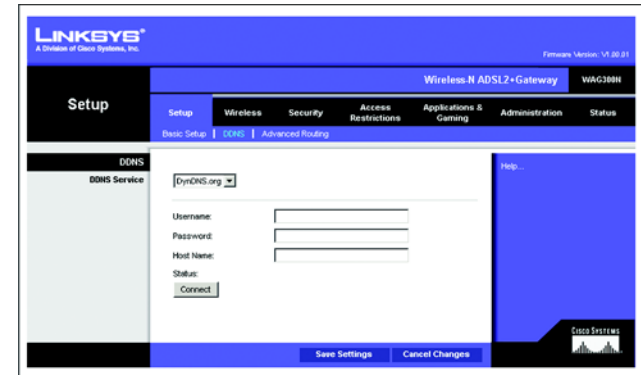 LINKSYS®
A Division of Cisco Systems, Inc.
Firmware Version: V1.00.01
Wireless-N ADSL2+Gateway WAG300N
Setup
Setup Wireless Security Access Restrictions Applications & Gaming Administration Status
Basic Setup | DDNS | Advanced Routing
DDNS
DDNS Service
DynDNS.org
Help...
Username:
Password:
Host Name:
Status:
Connect
Save Settings Cancel Changes
CISCO SYSTEMS